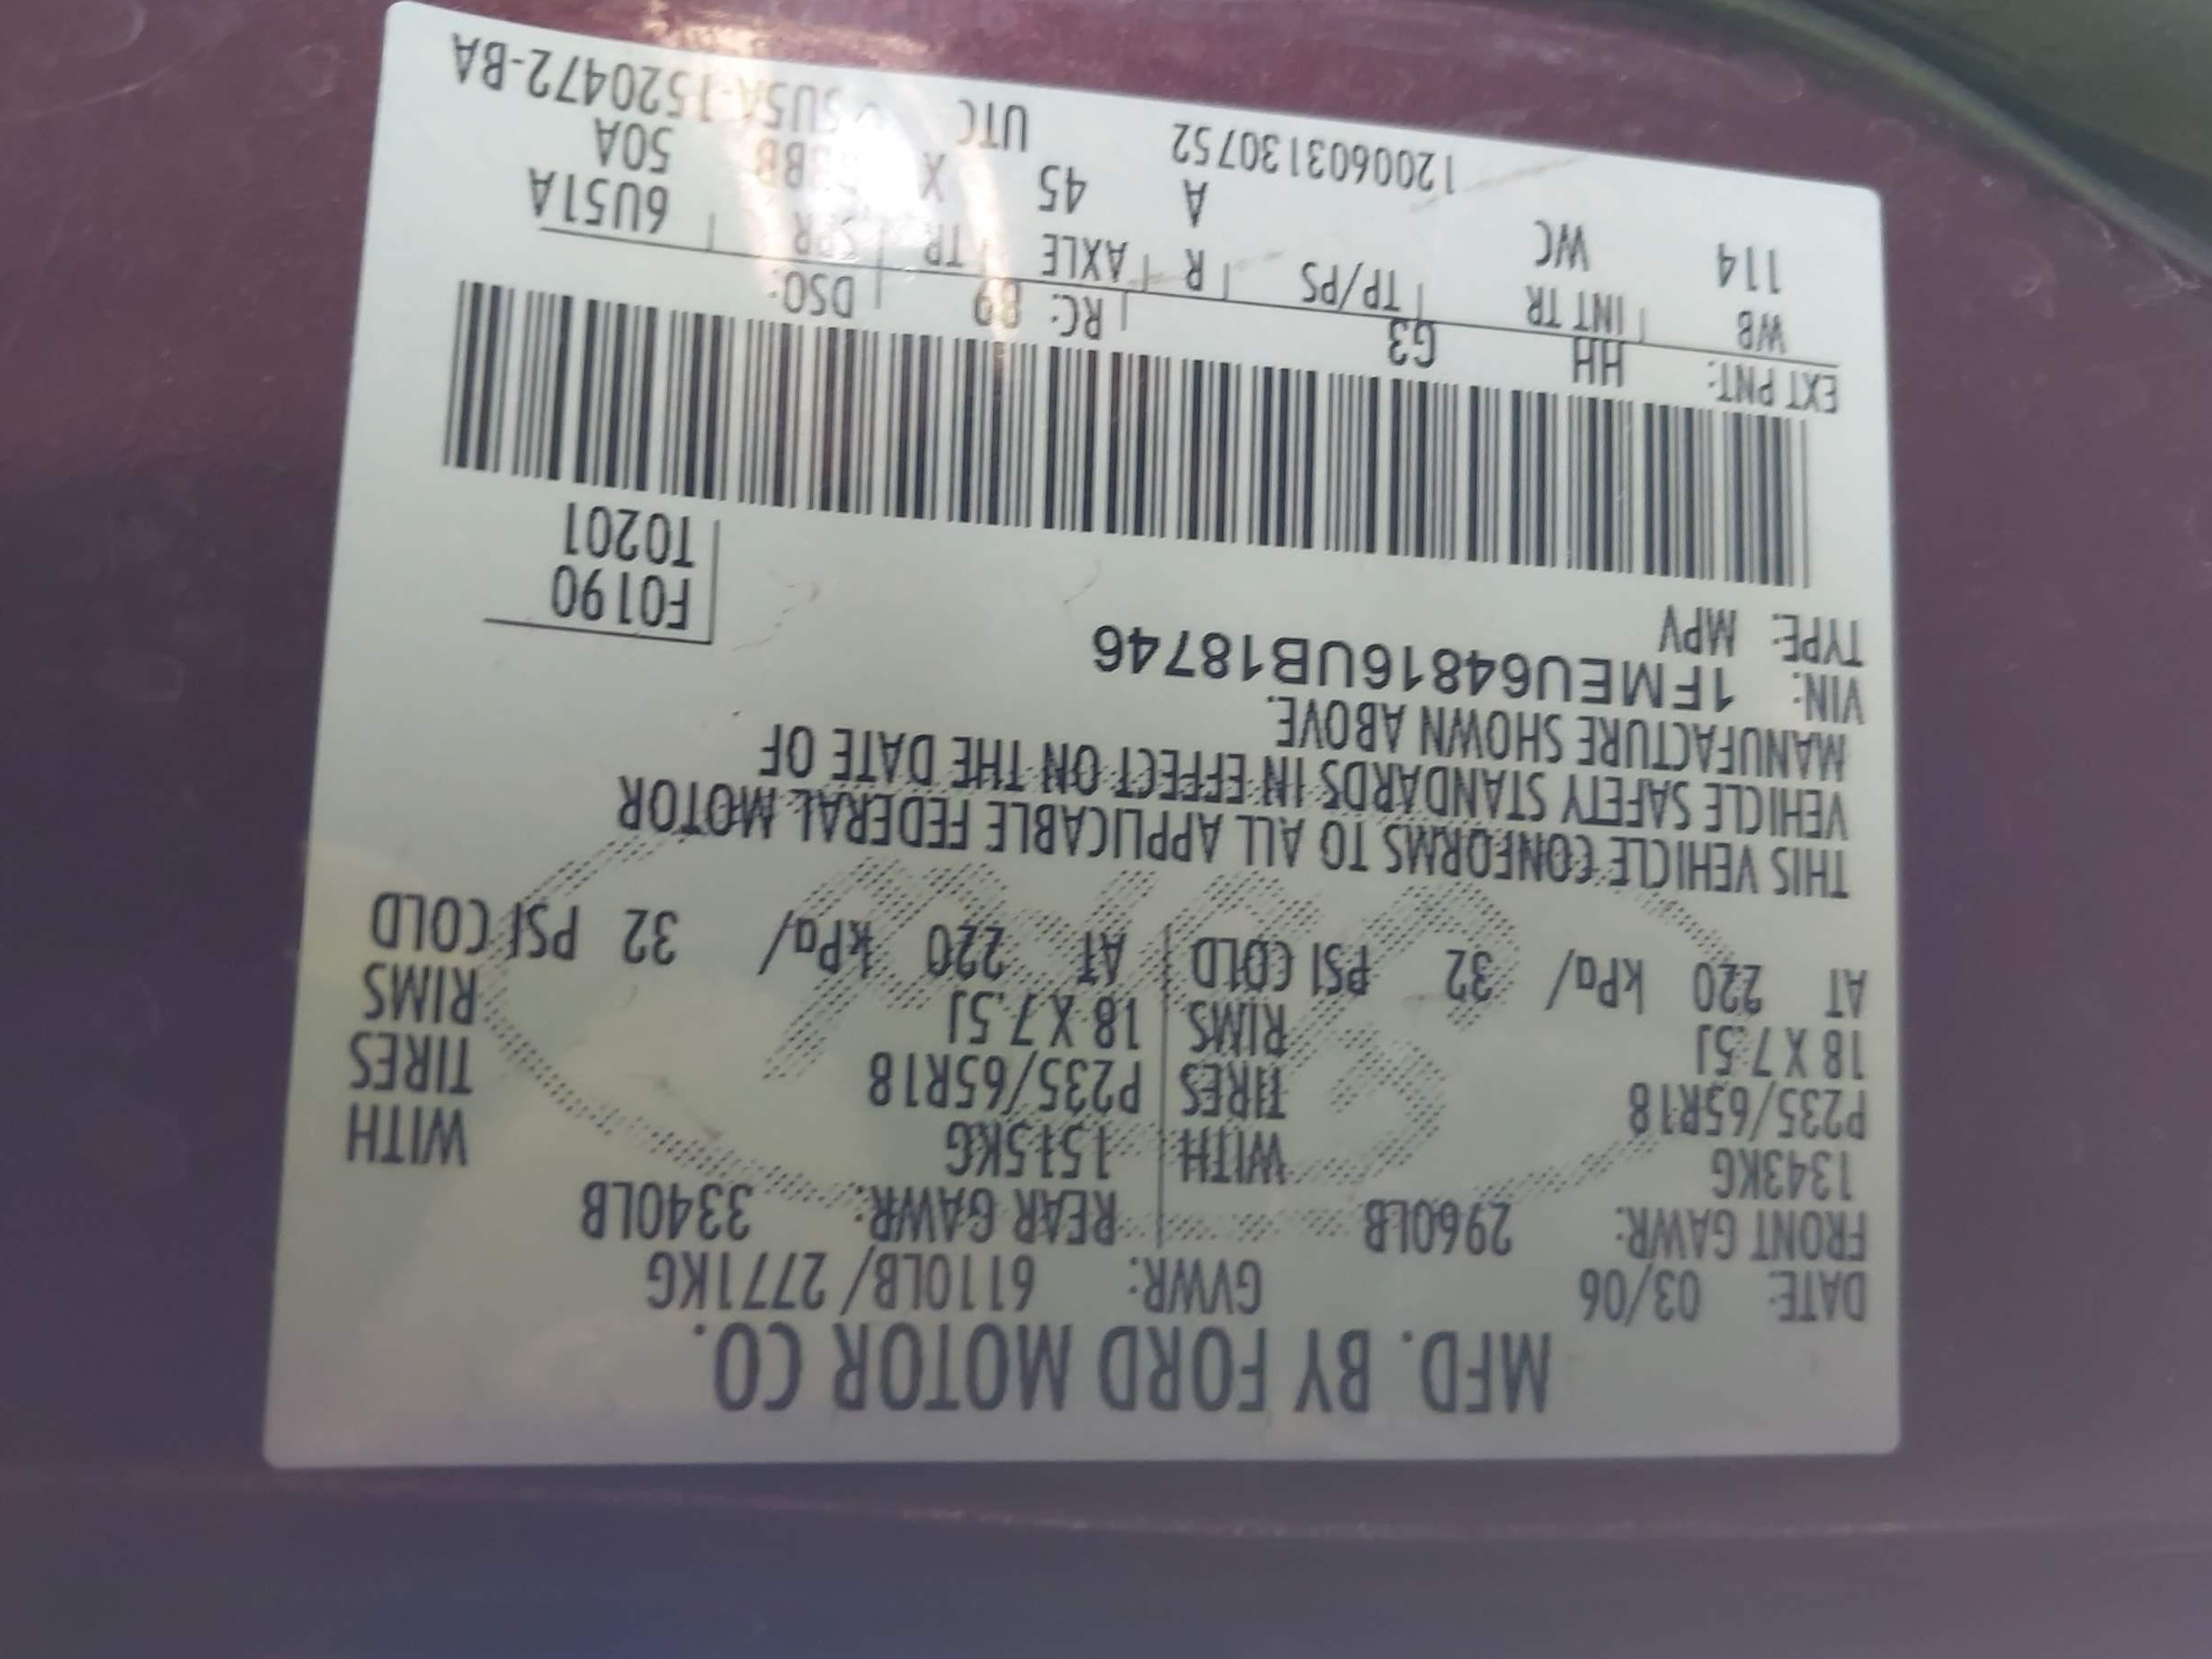 MFD. BY FORD MOTOR CO.
DATE: 03/06 GVWR: 6110LB/ 2771KG
FRONT GAWR: 2960LB REAR GAWR: 3340LB
1343KG WITH 1515KG WITH
P235/65R18 TIRES P235/65R18 TIRES
18 X 7.5J RIMS 18 X 7.5J RIMS
AT 220 kPa/ 32 PSI COLD AT 220 kPa/ 32 PSI COLD
THIS VEHICLE CONFORMS TO ALL APPLICABLE FEDERAL MOTOR
VEHICLE SAFETY STANDARDS IN EFFECT ON THE DATE OF
MANUFACTURE SHOWN ABOVE.
VIN: 1FMEU64816UB18746
TYPE: MPV
F0190
T0201
EXT PNT: HH G3 RC: 89 DSO:
WB INT TR TP/PS R AXLE TR SPR 6U51A
114 WC A 45 X 50A
120060313075​2 UTC 1520472-BA